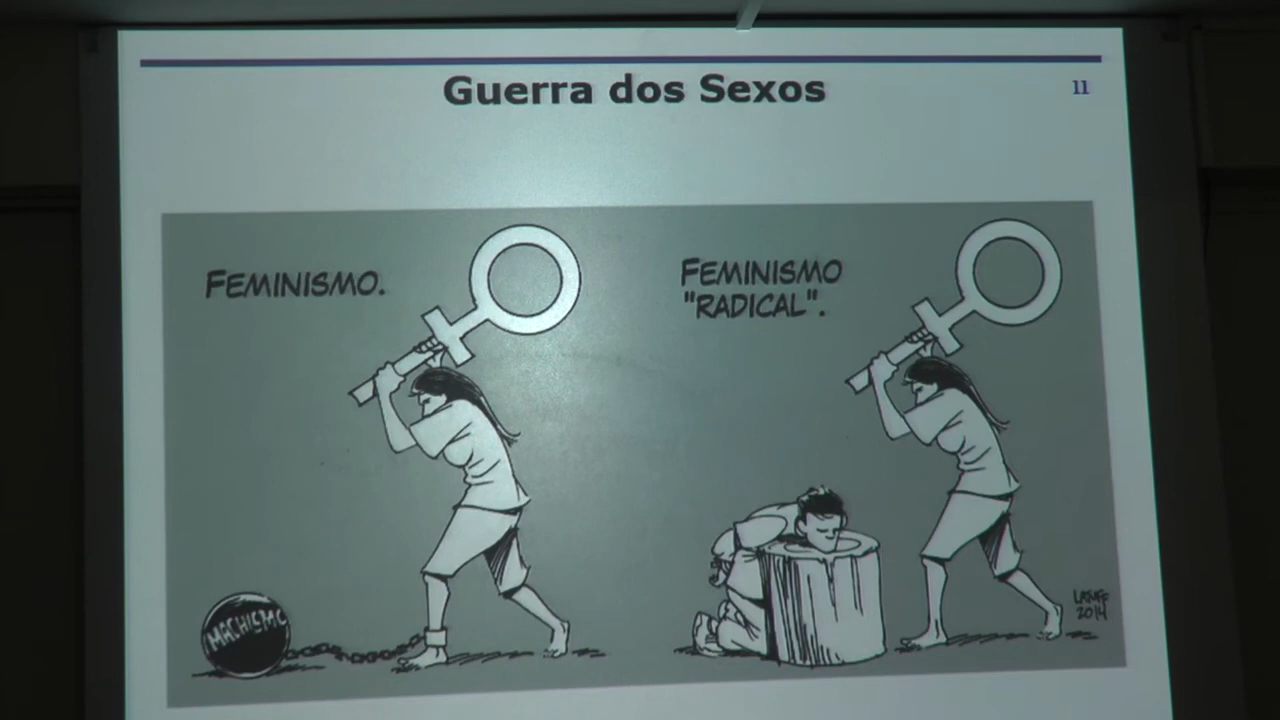 Guerra dos Sexos
11
FEMINISMO.
FEMINISMO
"RADICAL".
MACHISMO
LATUFF
2014